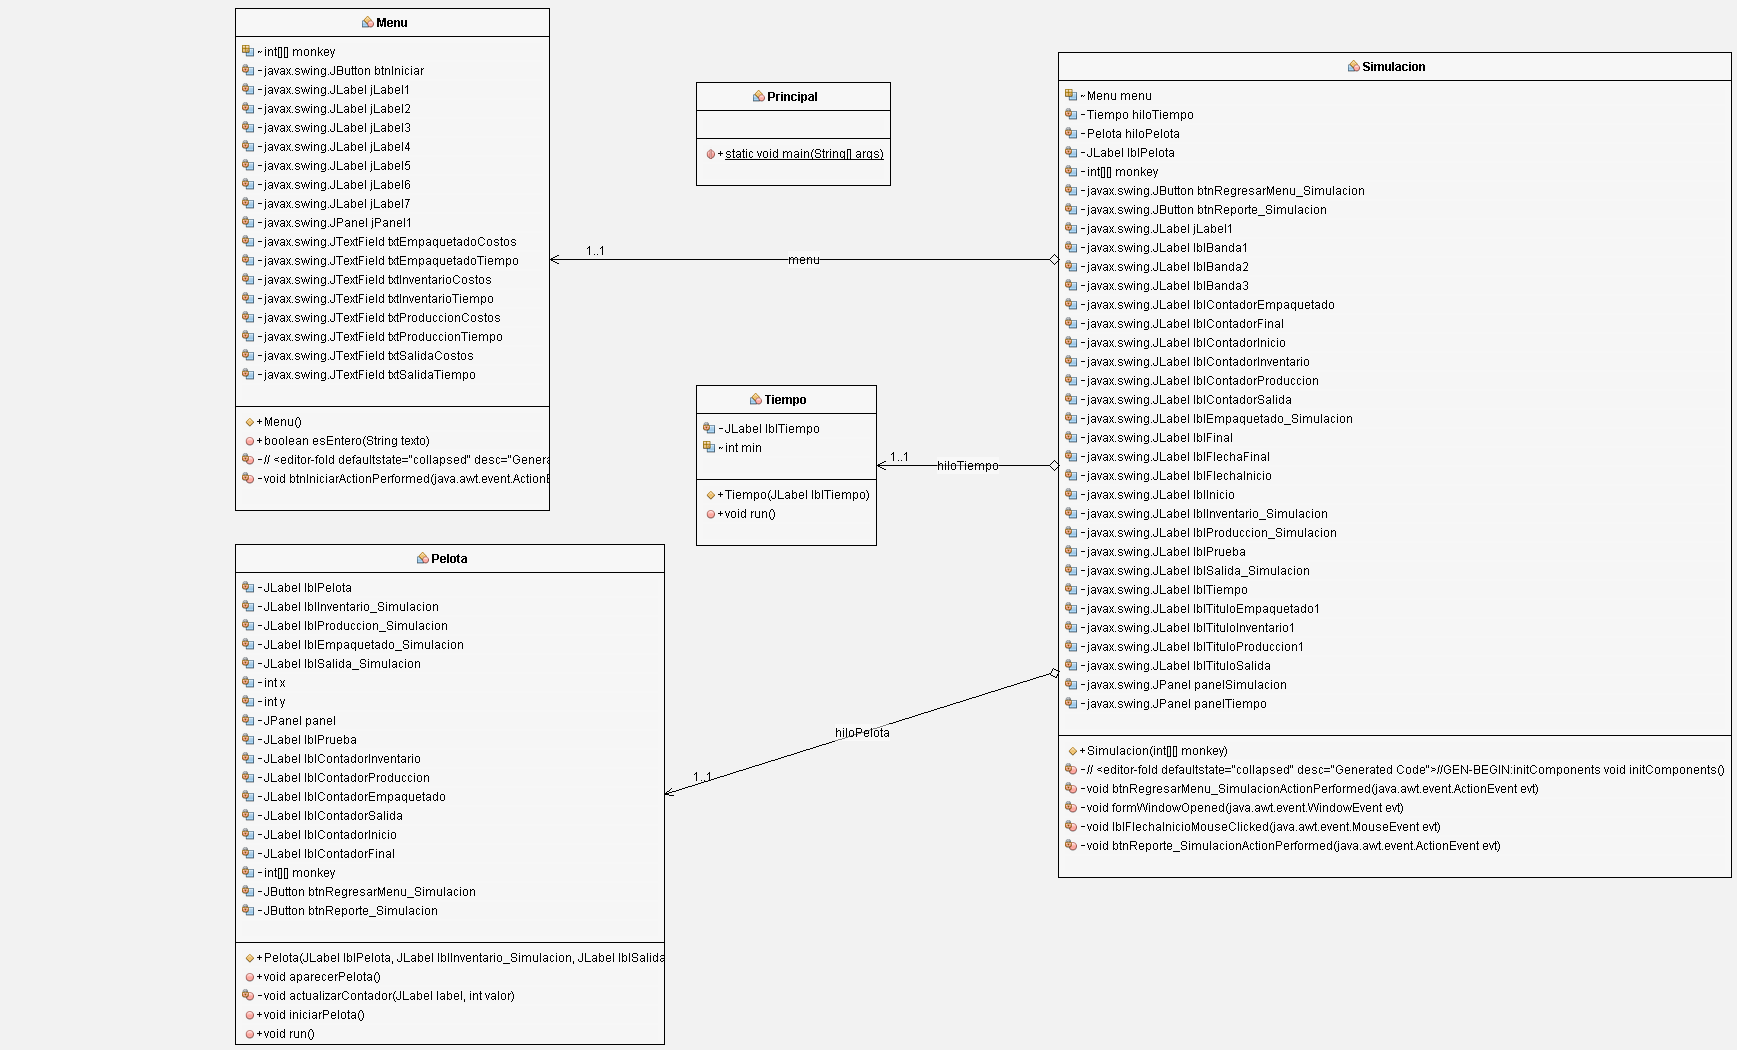 Menu
~int[][] monkey
-javax.swing.JButton btnIniciar
-javax.swing.JLabel jLabel1
-javax.swing.JLabel jLabel2
-javax.swing.JLabel jLabel3
-javax.swing.JLabel jLabel4
-javax.swing.JLabel jLabel5
-javax.swing.JLabel jLabel6
-javax.swing.JLabel jLabel7
-javax.swing.JPanel jPanel1
-javax.swing.JTextField txtEmpaquetadoCostos
-javax.swing.JTextField txtEmpaquetadoTiempo
-javax.swing.JTextField txtInventarioCostos
-javax.swing.JTextField txtInventarioTiempo
-javax.swing.JTextField txtProduccionCostos
-javax.swing.JTextField txtProduccionTiempo
-javax.swing.JTextField txtSalidaCostos
-javax.swing.JTextField txtSalidaTiempo
+Menu()
+boolean esEntero(String texto)
-// <editor-fold defaultstate="collapsed" desc="Genera
-void btnIniciarActionPerformed(java.awt.event.ActionE
Principal
+static void main(String[] args)
1..1
menu
Tiempo
-JLabel lblTiempo
~int min
+Tiempo(JLabel lblTiempo)
+void run()
1..1
hiloTiempo
Pelota
-JLabel lblPelota
-JLabel lblInventario_Simulacion
-JLabel lblProduccion_Simulacion
-JLabel lblEmpaquetado_Simulacion
-JLabel lblSalida_Simulacion
-int x
-int y
-JPanel panel
-JLabel lblPrueba
-JLabel lblContadorInventario
-JLabel lblContadorProduccion
-JLabel lblContadorEmpaquetado
-JLabel lblContadorSalida
-JLabel lblContadorInicio
-JLabel lblContadorFinal
-int[][] monkey
-JButton btnRegresarMenu_Simulacion
-JButton btnReporte_Simulacion
+Pelota(JLabel lblPelota, JLabel lblInventario_Simulacion, JLabel lblSalida
+void aparecerPelota()
-void actualizarContador(JLabel label, int valor)
+void iniciarPelota()
+void run()
hiloPelota
1..1
Simulacion
~Menu menu
-Tiempo hiloTiempo
-Pelota hiloPelota
-JLabel lblPelota
-int[][] monkey
-javax.swing.JButton btnRegresarMenu_Simulacion
-javax.swing.JButton btnReporte_Simulacion
-javax.swing.JLabel jLabel1
-javax.swing.JLabel lblBanda1
-javax.swing.JLabel lblBanda2
-javax.swing.JLabel lblBanda3
-javax.swing.JLabel lblContadorEmpaquetado
-javax.swing.JLabel lblContadorFinal
-javax.swing.JLabel lblContadorInicio
-javax.swing.JLabel lblContadorInventario
-javax.swing.JLabel lblContadorProduccion
-javax.swing.JLabel lblContadorSalida
-javax.swing.JLabel lblEmpaquetado_Simulacion
-javax.swing.JLabel lblFinal
-javax.swing.JLabel lblFlechaFinal
-javax.swing.JLabel lblFlechaInicio
-javax.swing.JLabel lblInicio
-javax.swing.JLabel lblInventario_Simulacion
-javax.swing.JLabel lblProduccion_Simulacion
-javax.swing.JLabel lblPrueba
-javax.swing.JLabel lblSalida_Simulacion
-javax.swing.JLabel lblTiempo
-javax.swing.JLabel lblTituloEmpaquetado1
-javax.swing.JLabel lblTituloInventario1
-javax.swing.JLabel lblTituloProduccion1
-javax.swing.JLabel lblTituloSalida
-javax.swing.JPanel panelSimulacion
-javax.swing.JPanel panelTiempo
+Simulacion(int[][] monkey)
-// <editor-fold defaultstate="collapsed" desc="Generated Code">//GEN-BEGIN:initComponents void initComponents()
-void btnRegresarMenu_SimulacionActionPerformed(java.awt.event.ActionEvent evt)
-void formWindowOpened(java.awt.event.WindowEvent evt)
-void lblFlechaInicioMouseClicked(java.awt.event.MouseEvent evt)
-void btnReporte_SimulacionActionPerformed(java.awt.event.ActionEvent evt)